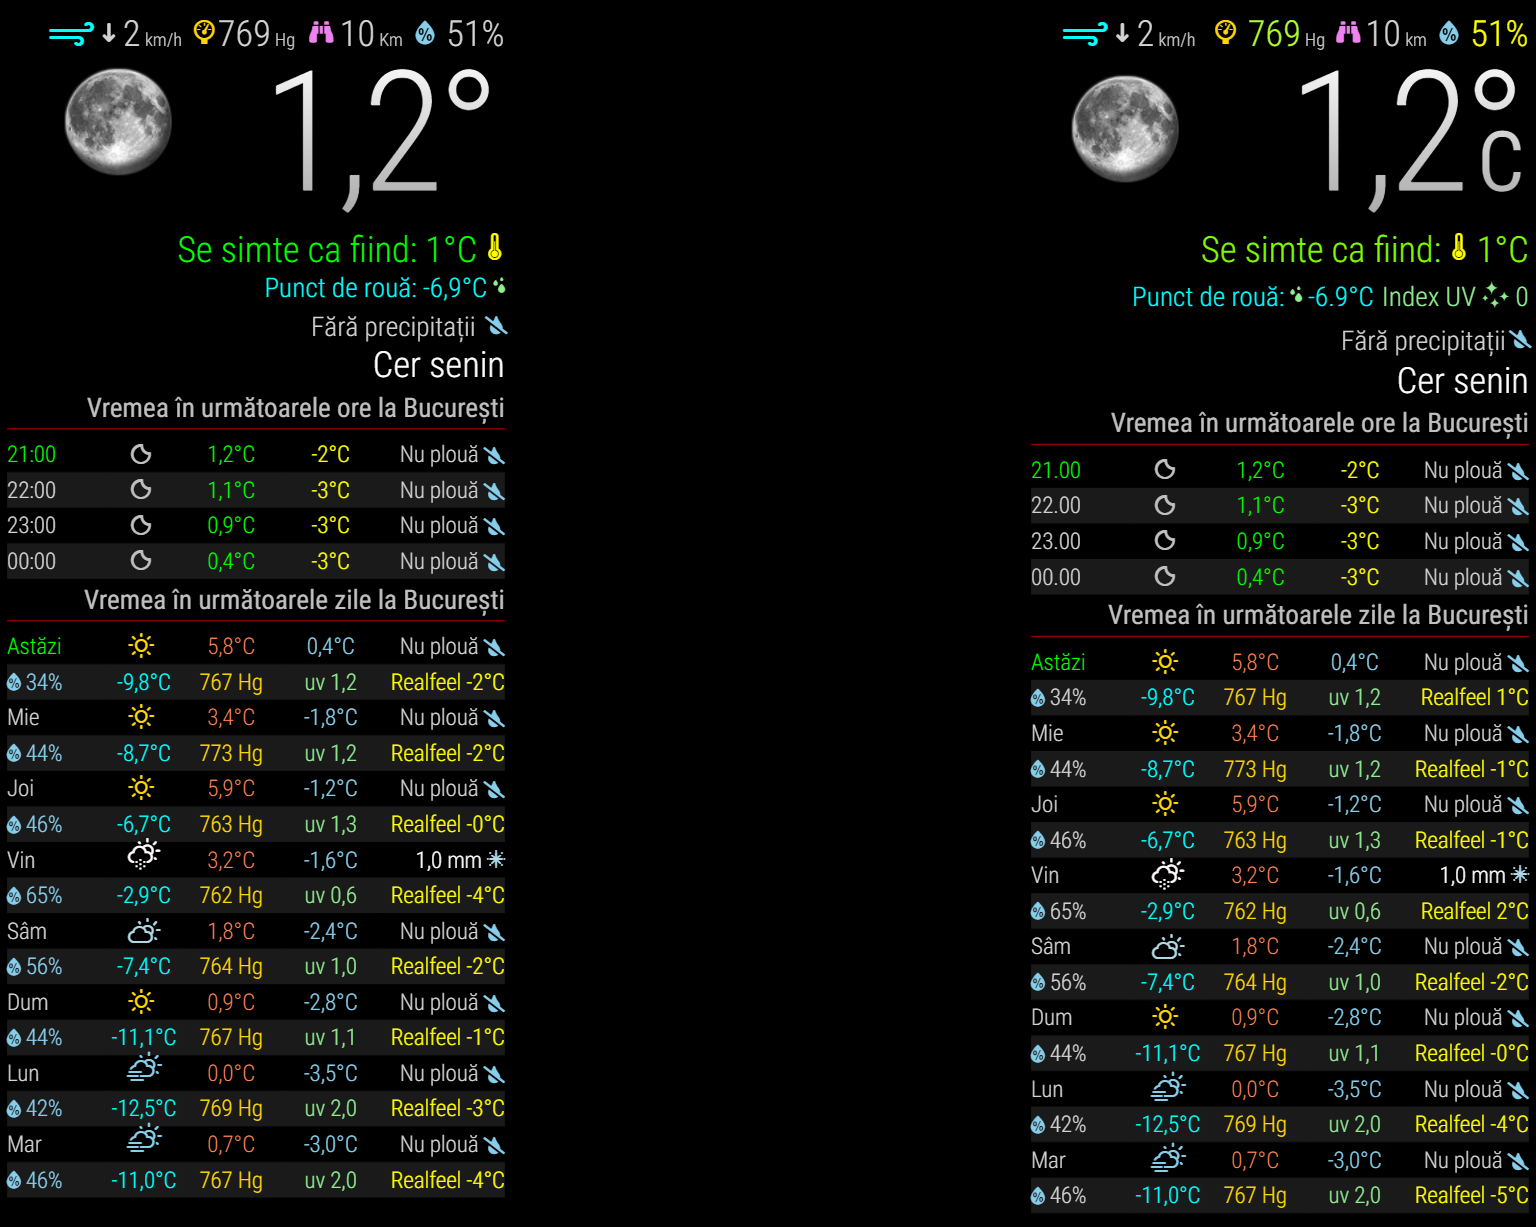 2 km/h 769 Hg 10 Km 51%
1,2°
Se simte ca fiind: 1°C
Punct de rouă: -6,9°C
Fără precipitații
Cer senin
Vremea în următoarele ore la București
21:00 1,2°C -2°C Nu plouă
22:00 1,1°C -3°C Nu plouă
23:00 0,9°C -3°C Nu plouă
00:00 0,4°C -3°C Nu plouă
Vremea în următoarele zile la București
Astăzi 5,8°C 0,4°C Nu plouă
% 34% -9,8°C 767 Hg uv 1,2 Realfeel -2°C
Mie 3,4°C -1,8°C Nu plouă
% 44% -8,7°C 773 Hg uv 1,2 Realfeel -2°C
Joi 5,9°C -1,2°C Nu plouă
% 46% -6,7°C 763 Hg uv 1,3 Realfeel -0°C
Vin 3,2°C -1,6°C 1,0 mm
% 65% -2,9°C 762 Hg uv 0,6 Realfeel -4°C
Sâm 1,8°C -2,4°C Nu plouă
% 56% -7,4°C 764 Hg uv 1,0 Realfeel -2°C
Dum 0,9°C -2,8°C Nu plouă
% 44% -11,1°C 767 Hg uv 1,1 Realfeel -1°C
Lun 0,0°C -3,5°C Nu plouă
% 42% -12,5°C 769 Hg uv 2,0 Realfeel -3°C
Mar 0,7°C -3,0°C Nu plouă
% 46% -11,0°C 767 Hg uv 2,0 Realfeel -4°C
2 km/h 769 Hg 10 km % 51%
1,2°C
Se simte ca fiind: 1°C
Punct de rouă: -6.9°C Index UV 0
Fără precipitații
Cer senin
Vremea în următoarele ore la București
21.00 1,2°C -2°C Nu plouă
22.00 1,1°C -3°C Nu plouă
23.00 0,9°C -3°C Nu plouă
00.00 0,4°C -3°C Nu plouă
Vremea în următoarele zile la București
Astăzi 5,8°C 0,4°C Nu plouă
% 34% -9,8°C 767 Hg uv 1,2 Realfeel 1°C
Mie 3,4°C -1,8°C Nu plouă
% 44% -8,7°C 773 Hg uv 1,2 Realfeel -1°C
Joi 5,9°C -1,2°C Nu plouă
% 46% -6,7°C 763 Hg uv 1,3 Realfeel -1°C
Vin 3,2°C -1,6°C 1,0 mm
% 65% -2,9°C 762 Hg uv 0,6 Realfeel 2°C
Sâm 1,8°C -2,4°C Nu plouă
% 56% -7,4°C 764 Hg uv 1,0 Realfeel -2°C
Dum 0,9°C -2,8°C Nu plouă
% 44% -11,1°C 767 Hg uv 1,1 Realfeel -0°C
Lun 0,0°C -3,5°C Nu plouă
% 42% -12,5°C 769 Hg uv 2,0 Realfeel -4°C
Mar 0,7°C -3,0°C Nu plouă
% 46% -11,0°C 767 Hg uv 2,0 Realfeel -5°C